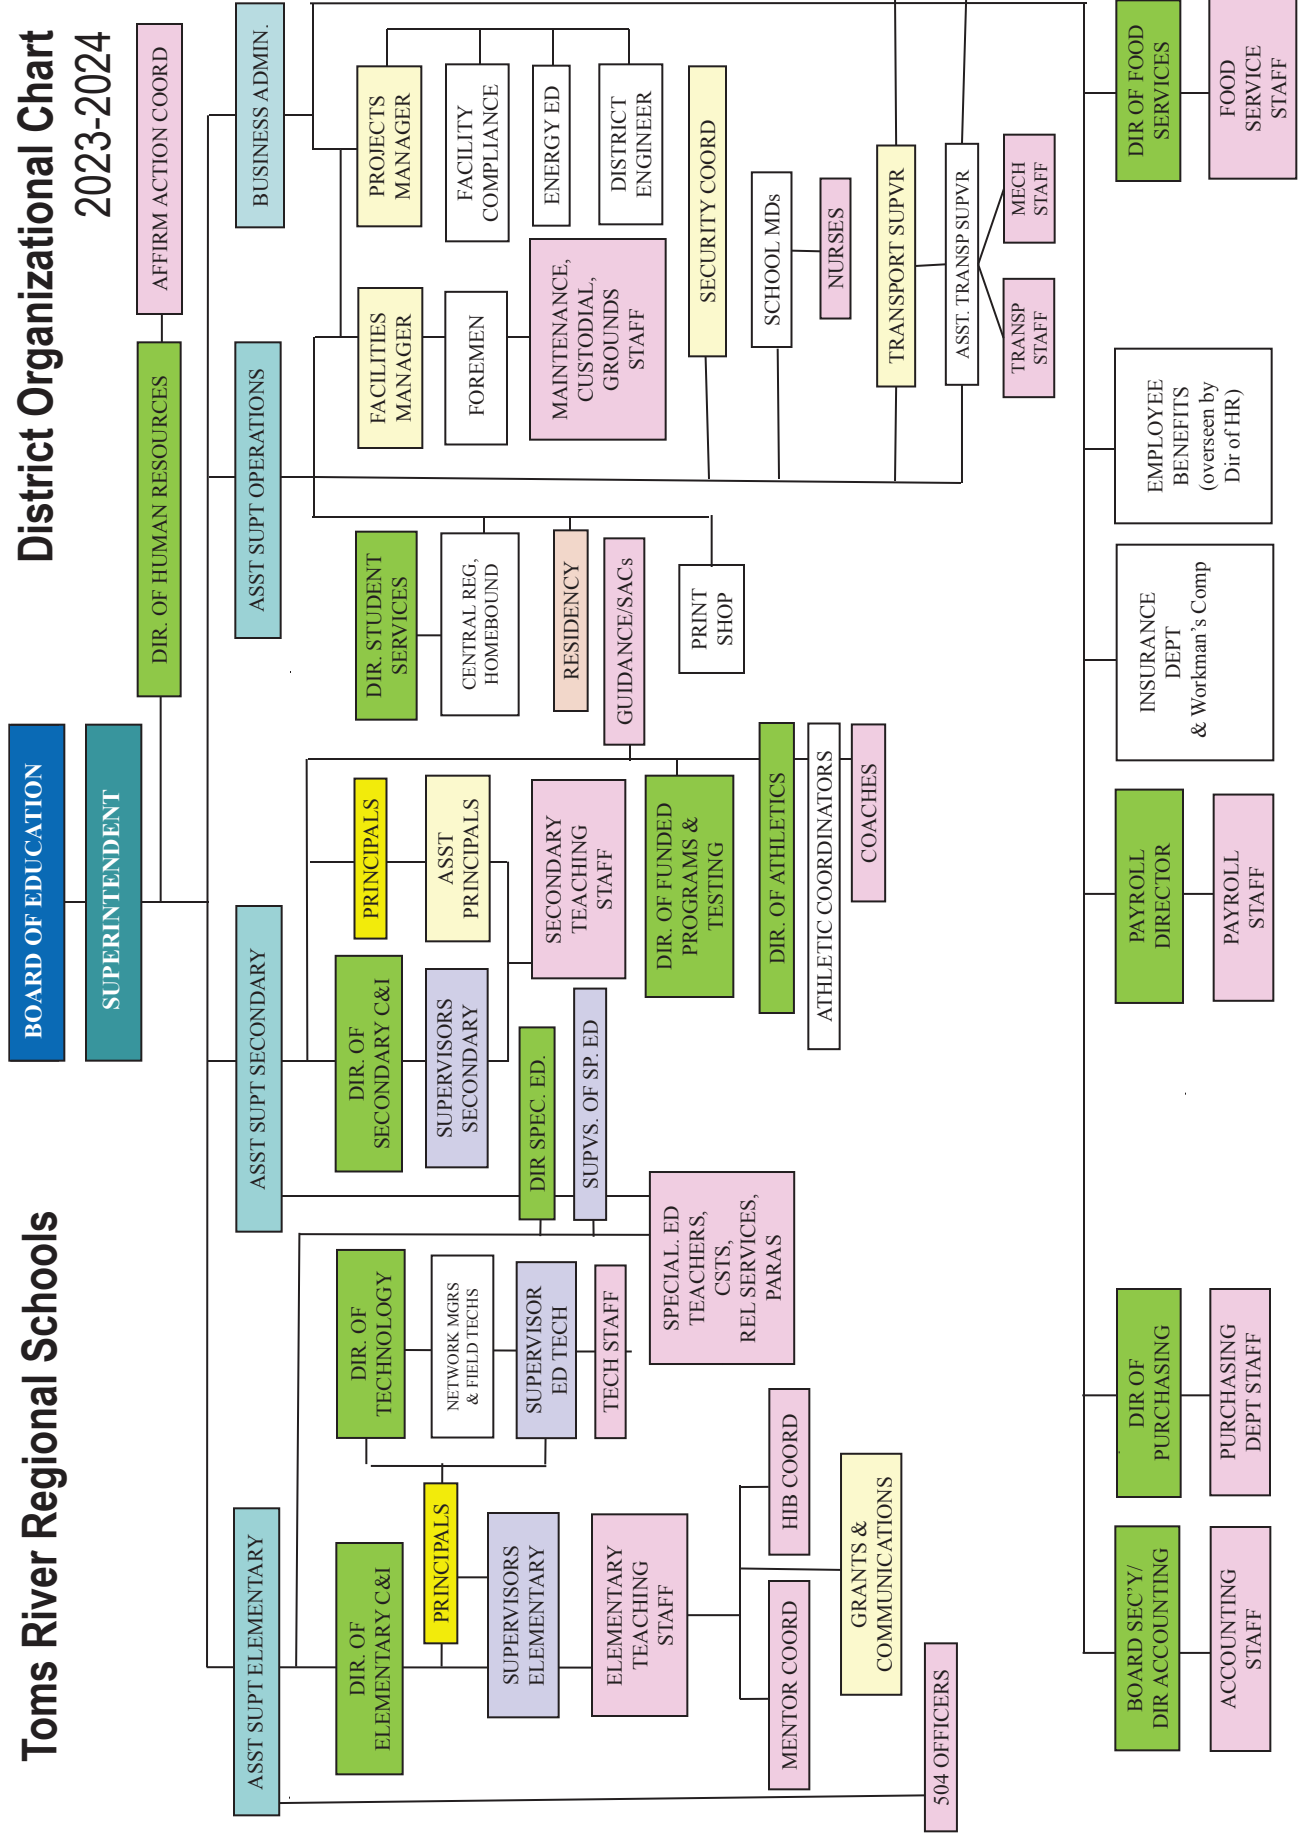 Toms River Regional Schools
District Organizational Chart
2023-2024
BOARD OF EDUCATION
SUPERINTENDENT
DIR. OF HUMAN RESOURCES
AFFIRM ACTION COORD
ASST SUPT ELEMENTARY
ASST SUPT SECONDARY
ASST SUPT OPERATIONS
BUSINESS ADMIN.
DIR. OF
ELEMENTARY C&I
PRINCIPALS
SUPERVISORS
ELEMENTARY
ELEMENTARY
TEACHING
STAFF
MENTOR COORD
HIB COORD
GRANTS &
COMMUNICATIONS
504 OFFICERS
DIR. OF
TECHNOLOGY
NETWORK MGRS
& FIELD TECHS
SUPERVISOR
ED TECH
TECH STAFF
DIR SPEC. ED.
SUPVS. OF SP. ED
SPECIAL. ED
TEACHERS,
CSTS,
REL SERVICES,
PARAS
DIR. OF
SECONDARY C&I
SUPERVISORS
SECONDARY
PRINCIPALS
ASST
PRINCIPALS
SECONDARY
TEACHING
STAFF
GUIDANCE/SACs
DIR. OF FUNDED
PROGRAMS &
TESTING
DIR. OF ATHLETICS
ATHLETIC COORDINATORS
COACHES
DIR. STUDENT
SERVICES
CENTRAL REG,
HOMEBOUND
RESIDENCY
PRINT
SHOP
FACILITIES
MANAGER
FOREMEN
MAINTENANCE,
CUSTODIAL,
GROUNDS
STAFF
PROJECTS
MANAGER
FACILITY
COMPLIANCE
ENERGY ED
DISTRICT
ENGINEER
SECURITY COORD
SCHOOL MDs
NURSES
TRANSPORT SUPVR
ASST. TRANSP SUPVR
TRANSP
STAFF
MECH
STAFF
BOARD SEC'Y/
DIR ACCOUNTING
ACCOUNTING
STAFF
DIR OF
PURCHASING
PURCHASING
DEPT STAFF
PAYROLL
DIRECTOR
PAYROLL
STAFF
INSURANCE
DEPT
& Workman's Comp
EMPLOYEE
BENEFITS
(overseen by
Dir of HR)
DIR OF FOOD
SERVICES
FOOD
SERVICE
STAFF